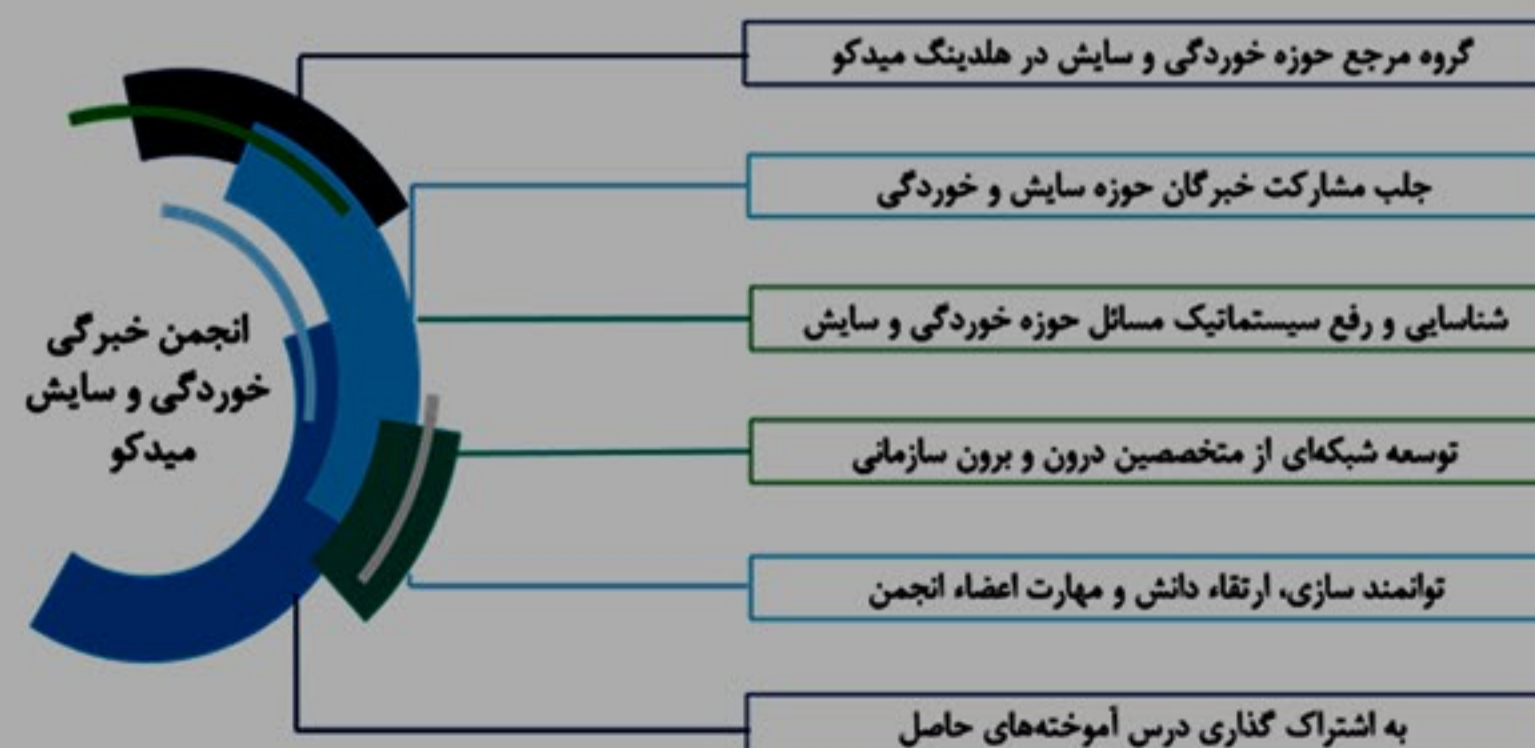 گروه مرجع حوزه خوردگی و سایش در هلدینگ میدکو
جلب مشارکت خبرگان حوزه سایش و خوردگی
شناسایی و رفع سیستماتیک مسائل حوزه خوردگی و سایش
توسعه شبکه‌ای از متخصصین درون و برون سازمانی
توانمند سازی، ارتقاء دانش و مهارت اعضاء انجمن
به اشتراک گذاری درس آموخته‌های حاصل
انجمن خبرگی
خوردگی و سایش
میدکو